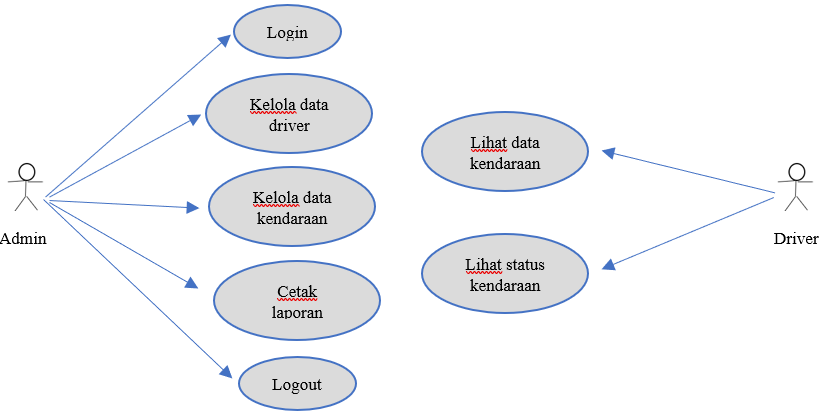 Login
Kelola data
driver
Kelola data
kendaraan
Cetak
laporan
Logout
Admin
Lihat data
kendaraan
Lihat status
kendaraan
Driver